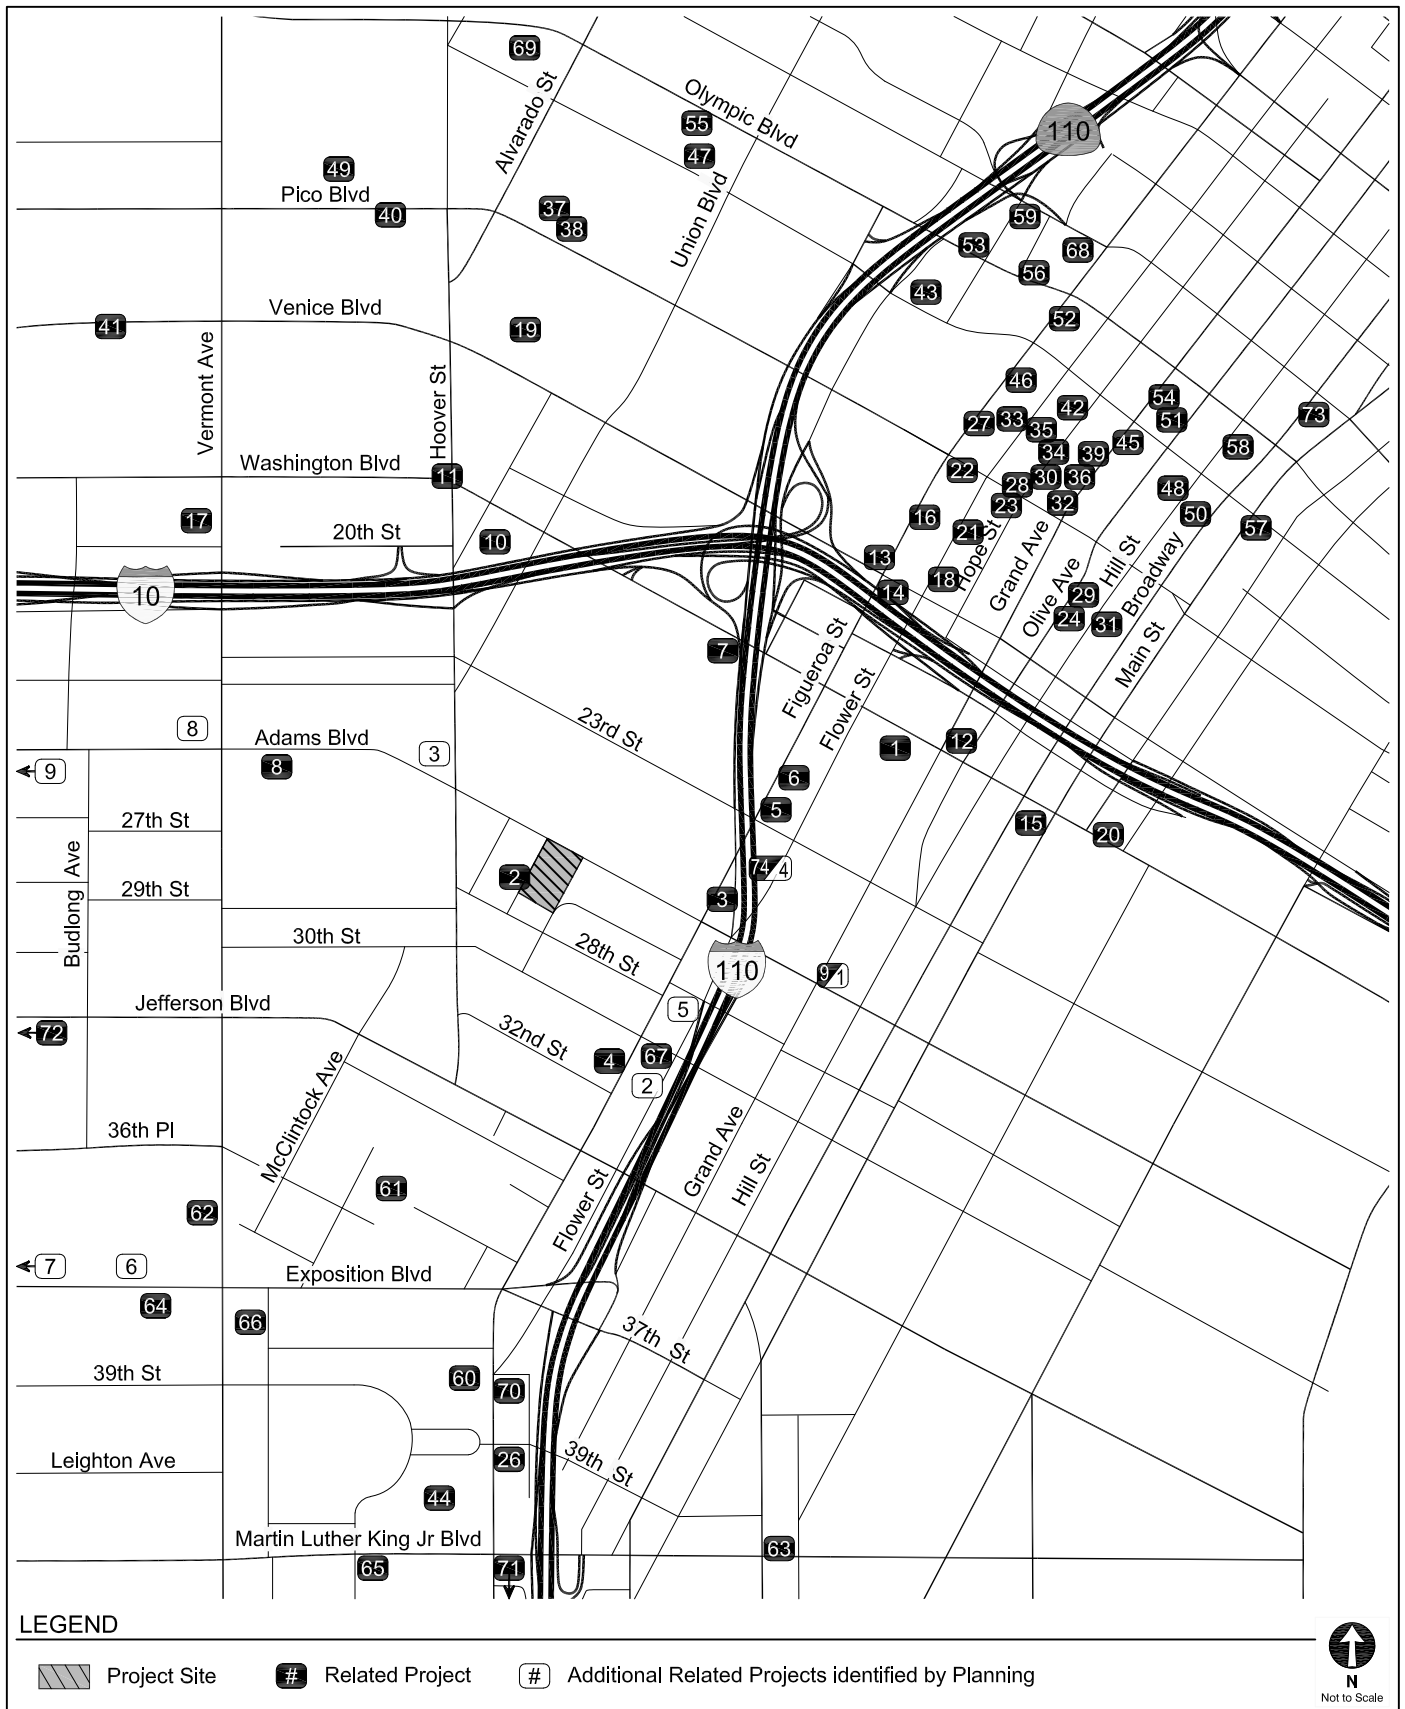 69
Alvarado St
Olympic Blvd
55
110
47
49
Pico Blvd
40
37
38
Union Blvd
59
53
68
56
43
52
41
Venice Blvd
19
Vermont Ave
Hoover St
46
27
33
42
35
34
39
45
54
51
58
73
Washington Blvd
11
22
28
30
36
23
32
48
50
57
17
16
21
20th St
10
13
18
14
Hope St
Grand Ave
Olive Ave
Hill St
Broadway
Main St
29
24
31
10
7
Figueroa St
Flower St
8
Adams Blvd
3
23rd St
1
12
9
8
6
5
27th St
15
20
Budlong Ave
2
74
4
29th St
3
30th St
28th St
110
9
1
Jefferson Blvd
5
72
32nd St
4
67
2
McClintock Ave
36th Pl
Grand Ave
Hill St
61
62
Flower St
7
6
Exposition Blvd
64
66
37th St
39th St
60
70
Leighton Ave
26
39th St
44
Martin Luther King Jr Blvd
63
65
71
LEGEND
Project Site
# Related Project
# Additional Related Projects identified by Planning
N
Not to Scale